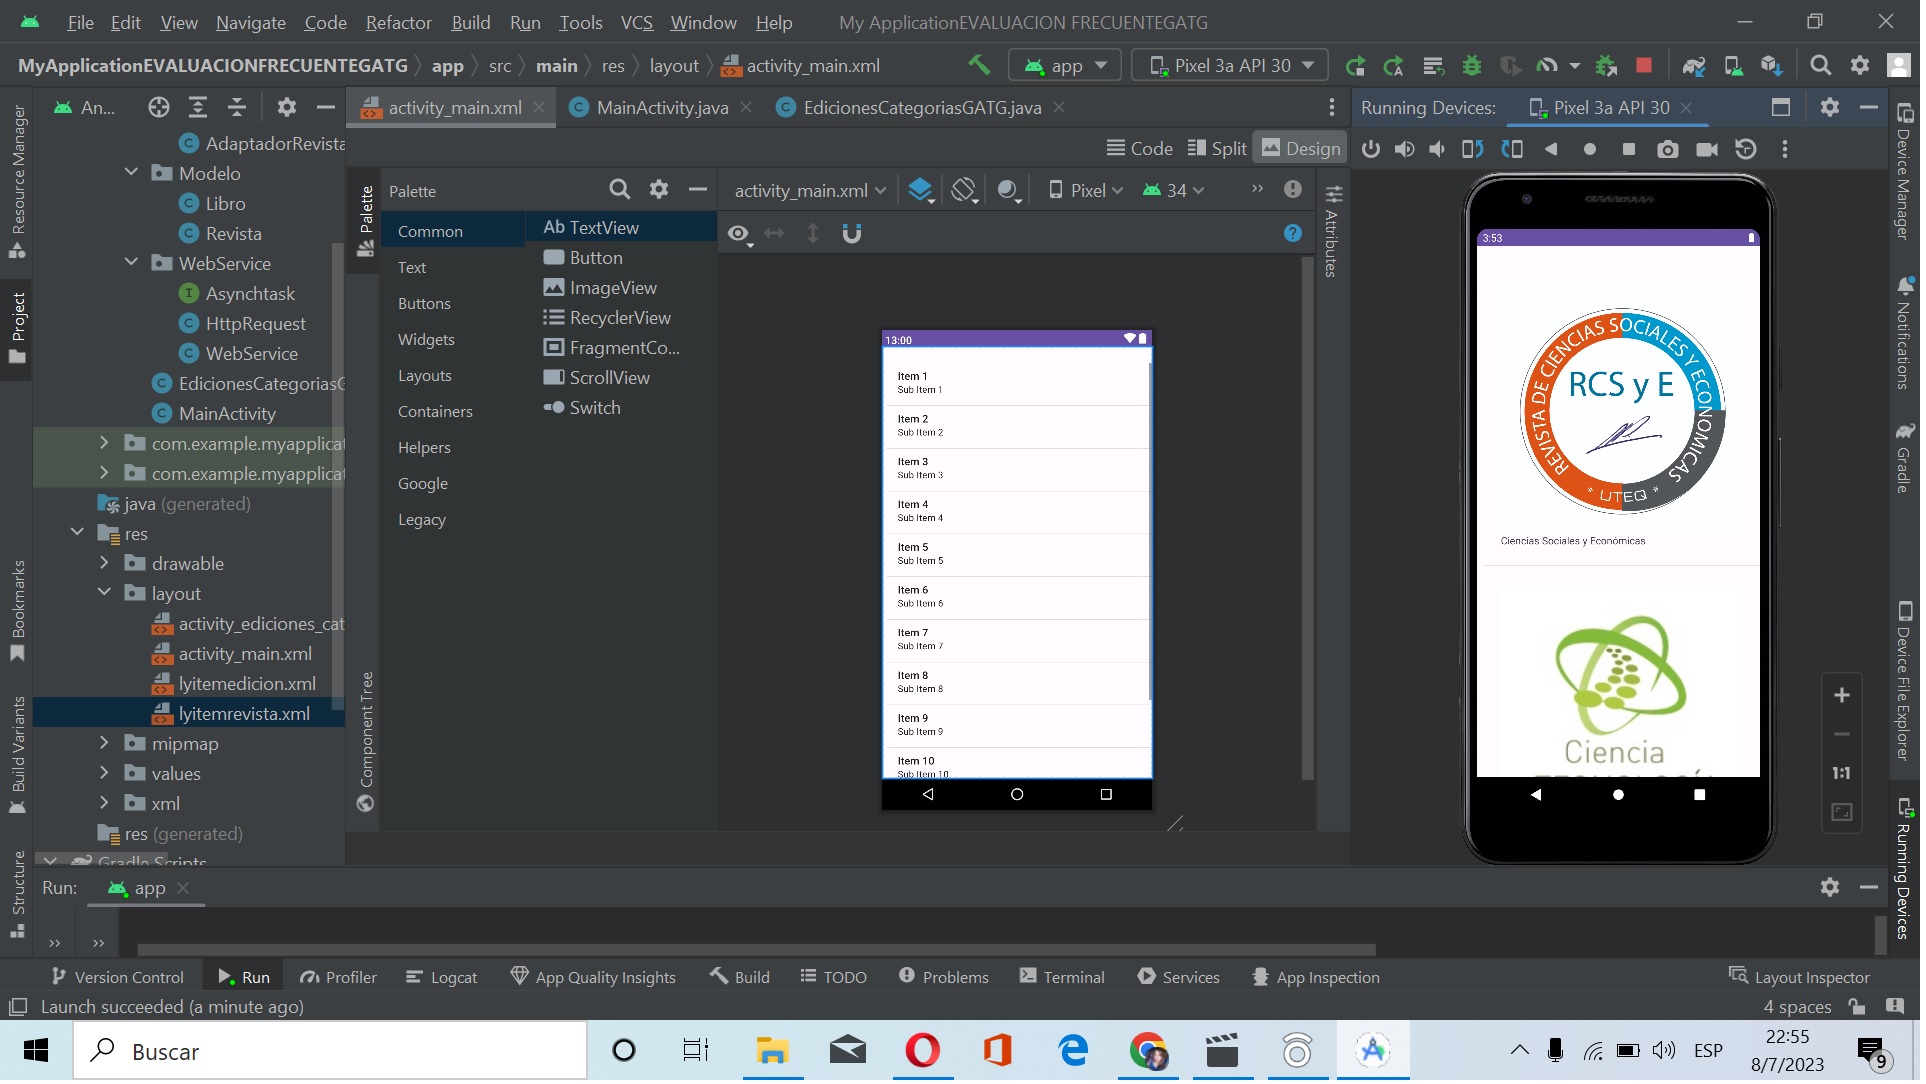 File Edit View Navigate Code Refactor Build Run Tools VCS Window Help My ApplicationEVALUACION FRECUENTEGATG
MyApplicationEVALUACIONFRECUENTEGATG app src main res layout activity_main.xml app Pixel 3a API 30
An... activity_main.xml MainActivity.java EdicionesCategoriasGATG.java Running Devices: Pixel 3a API 30
Code Split Design
Resource Manager
Project
Bookmarks
Build Variants
Structure
AdaptadorRevista
Modelo
Libro
Revista
WebService
Asynchtask
HttpRequest
WebService
EdicionesCategoriasG
MainActivity
com.example.myapplicat
com.example.myapplicat
java (generated)
res
drawable
layout
activity_ediciones_cat
activity_main.xml
lyitemedicion.xml
lyitemrevista.xml
mipmap
values
xml
res (generated)
Gradle Scripts
Palette
Component Tree
Palette
Common
Text
Buttons
Widgets
Layouts
Containers
Helpers
Google
Legacy
Ab TextView
Button
ImageView
RecyclerView
FragmentCo...
ScrollView
Switch
activity_main.xml Pixel 34
Attributes
13:00
Item 1
Sub Item 1
Item 2
Sub Item 2
Item 3
Sub Item 3
Item 4
Sub Item 4
Item 5
Sub Item 5
Item 6
Sub Item 6
Item 7
Sub Item 7
Item 8
Sub Item 8
Item 9
Sub Item 9
Item 10
Sub Item 10
3:53
REVISTA DE CIENCIAS SOCIALES Y ECONOMICAS
RCS y E
* UTEQ *
Ciencias Sociales y Económicas
Ciencia
TECNOLOGÍA
1:1
Device Manager
Notifications
Gradle
Device File Explorer
Running Devices
Run: app
Version Control Run Profiler Logcat App Quality Insights Build TODO Problems Terminal Services App Inspection Layout Inspector
Launch succeeded (a minute ago) 4 spaces
Buscar
ESP
22:55
8/7/2023
9